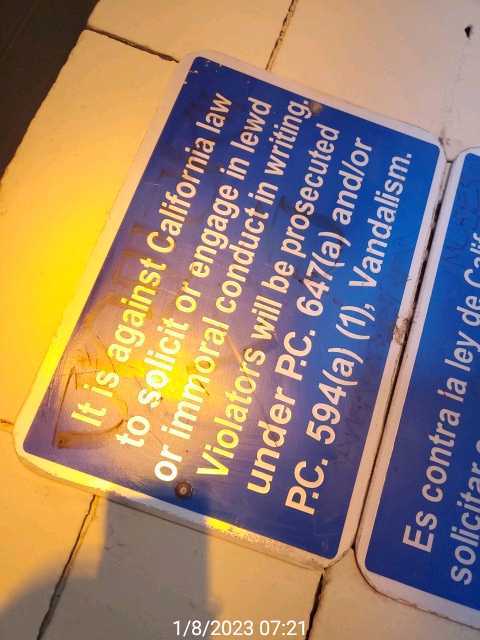 It is against California law
to solicit or engage in lewd
or immoral conduct in writing.
Violators will be prosecuted
under P.C. 647(a) and/or
P.C. 594(a) (1), Vandalism.
Es contra la ley de
solicitar
1/8/2023 07:21